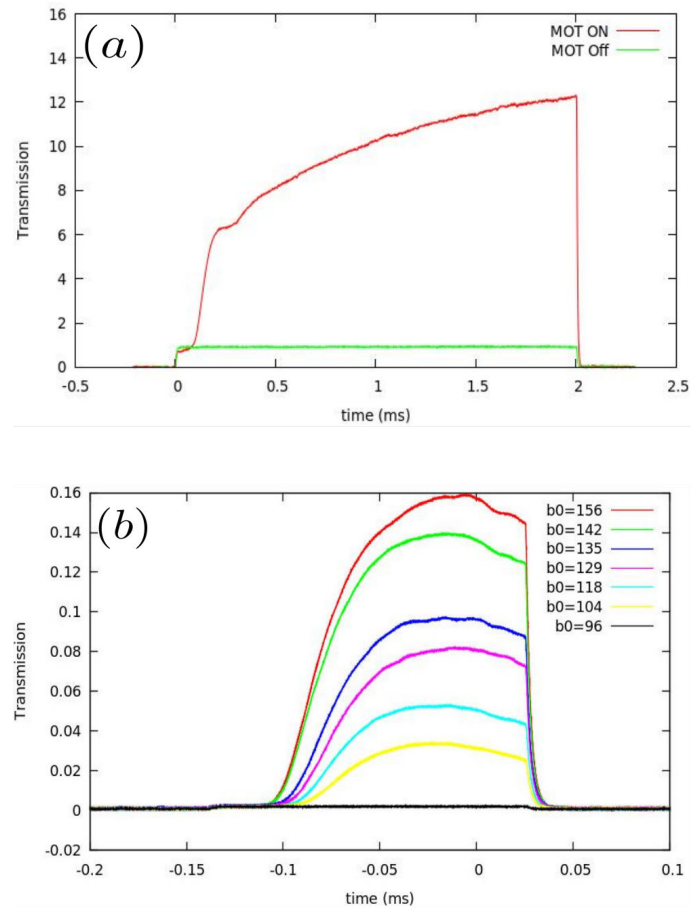 (a)
16
14
12
10
8
6
4
2
0
Transmission
MOT ON
MOT Off
-0.5
0
0.5
1
1.5
2
2.5
time (ms)
(b)
0.16
0.14
0.12
0.1
0.08
0.06
0.04
0.02
0
-0.02
Transmission
b0=156
b0=142
b0=135
b0=129
b0=118
b0=104
b0=96
-0.2
-0.15
-0.1
-0.05
0
0.05
0.1
time (ms)